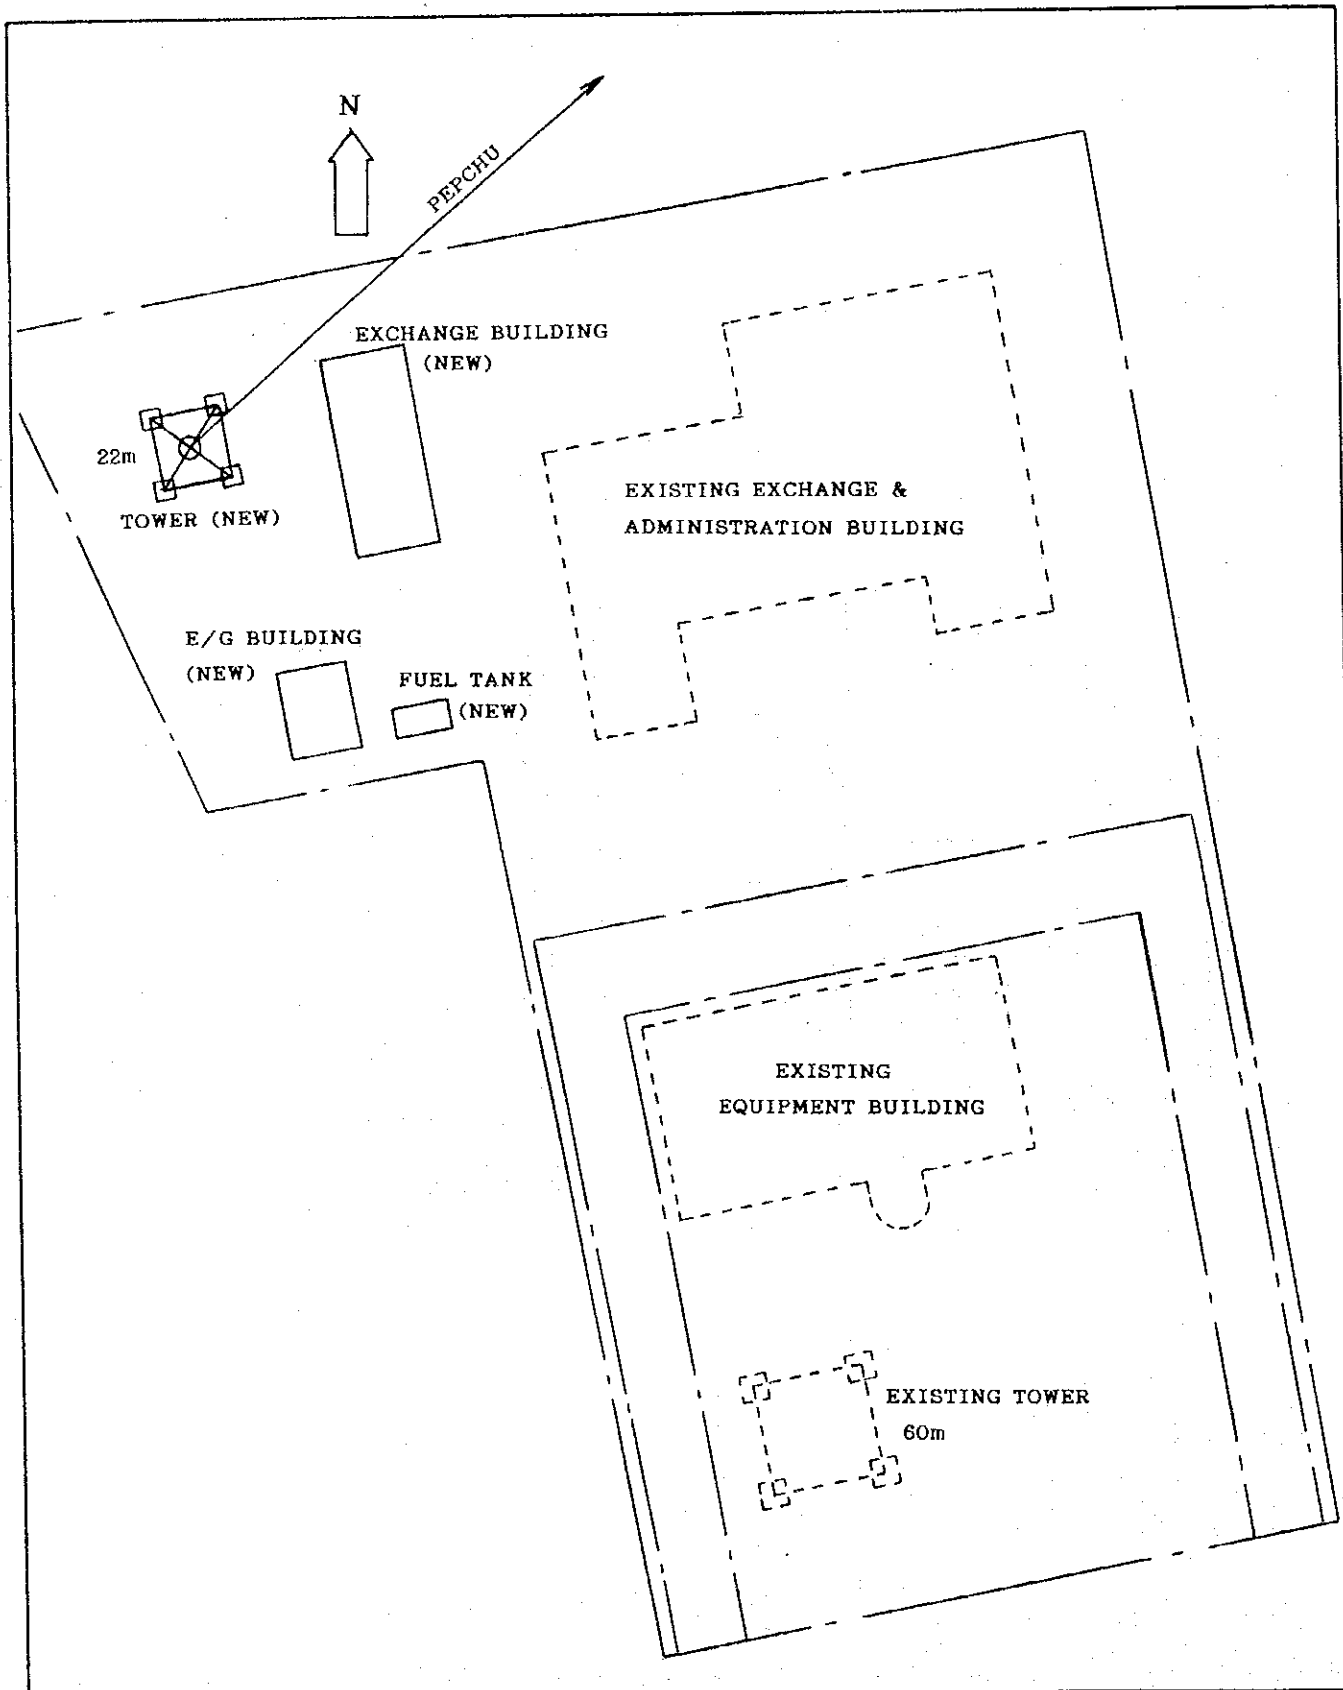 N
PEPCHU
EXCHANGE BUILDING
(NEW)
22m
TOWER (NEW)
EXISTING EXCHANGE &
ADMINISTRATION BUILDING
E/G BUILDING
(NEW)
FUEL TANK
(NEW)
EXISTING
EQUIPMENT BUILDING
EXISTING TOWER
60m